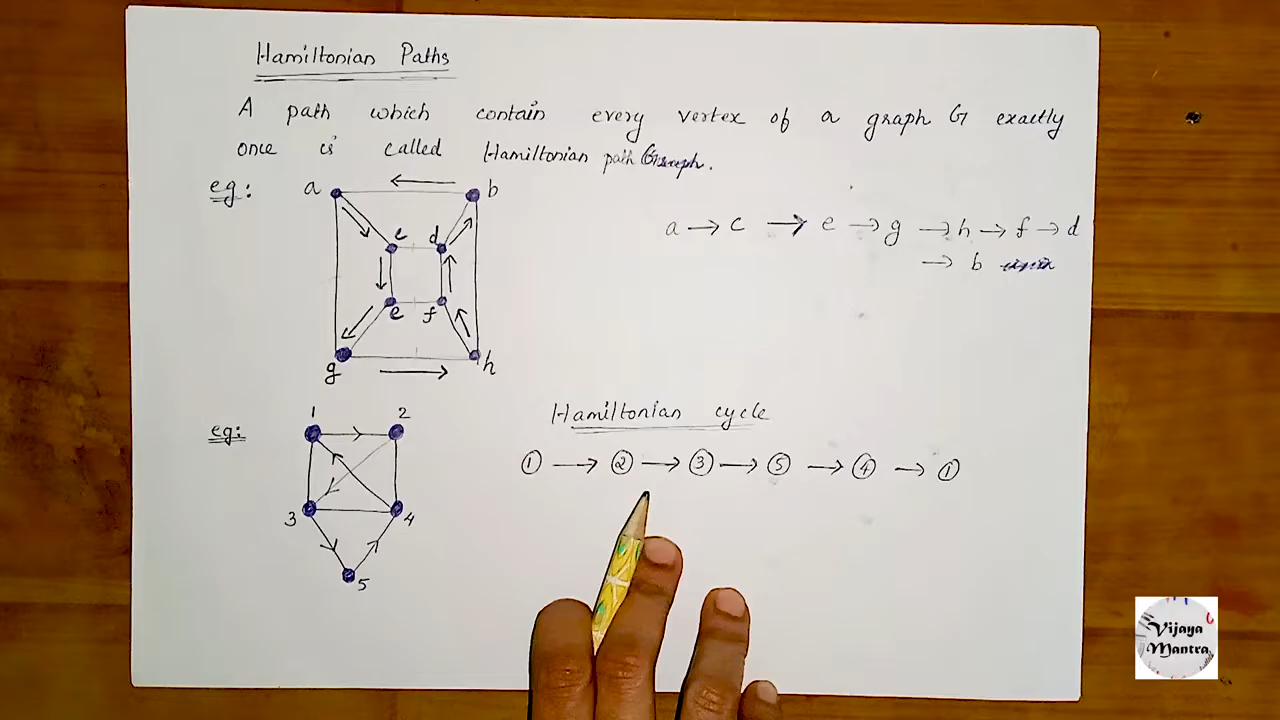 Hamiltonian Paths
A path which contain every vertex of a graph G exactly
once is called Hamiltonian path Graph.
eg:
a
b
c
d
e
f
g
h
a → c → e → g → h → f → d
→ b
eg:
1
2
3
4
5
Hamiltonian cycle
① → ② → ③ → ⑤ → ④ → ①
Vijaya
Mantra